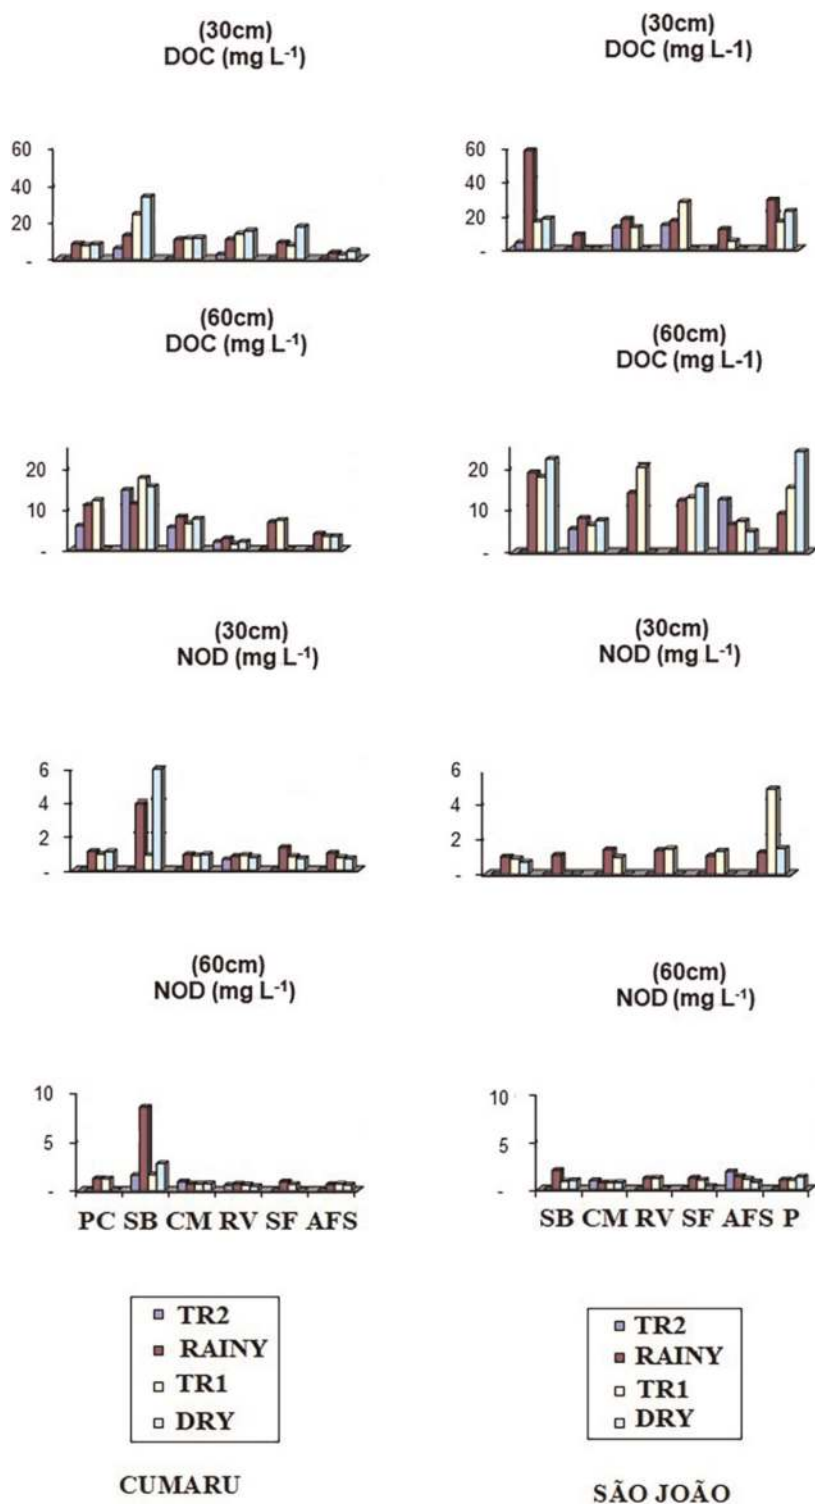 (30cm)
DOC (mg L⁻¹)
60
40
20
-
(60cm)
DOC (mg L⁻¹)
20
10
-
(30cm)
NOD (mg L⁻¹)
6
4
2
-
(60cm)
NOD (mg L⁻¹)
10
5
-
PC SB CM RV SF AFS
TR2
RAINY
TR1
DRY
CUMARU
(30cm)
DOC (mg L-1)
60
40
20
-
(60cm)
DOC (mg L-1)
20
10
-
(30cm)
NOD (mg L⁻¹)
6
4
2
-
(60cm)
NOD (mg L⁻¹)
10
5
-
SB CM RV SF AFS P
TR2
RAINY
TR1
DRY
SÃO JOÃO